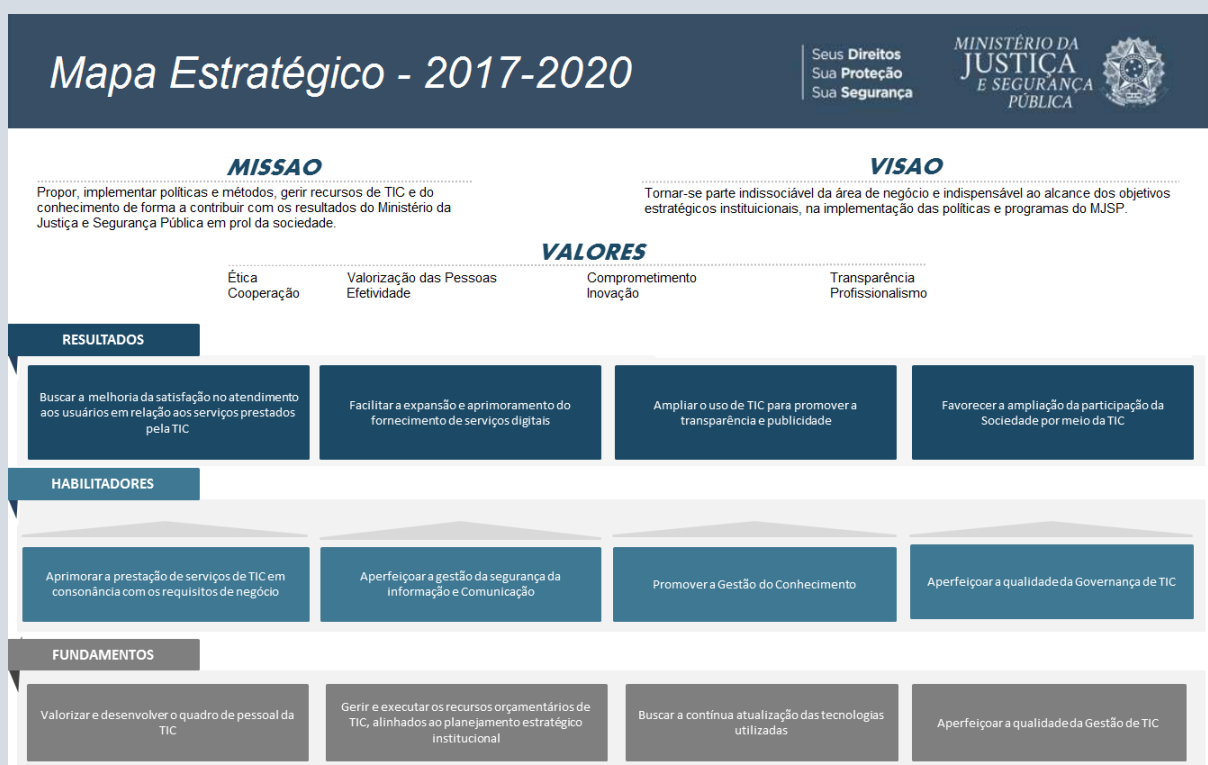 Mapa Estratégico - 2017-2020
Seus Direitos
Sua Proteção
Sua Segurança
MINISTÉRIO DA
JUSTIÇA
E SEGURANÇA
PÚBLICA
MISSAO
Propor, implementar políticas e métodos, gerir recursos de TIC e do
conhecimento de forma a contribuir com os resultados do Ministério da
Justiça e Segurança Pública em prol da sociedade.
VISAO
Tornar-se parte indissociável da área de negócio e indispensável ao alcance dos objetivos
estratégicos instituicionais, na implementação das políticas e programas do MJSP.
VALORES
Ética
Cooperação
Valorização das Pessoas
Efetividade
Comprometimento
Inovação
Transparência
Profissionalismo
RESULTADOS
Buscar a melhoria da satisfação no atendimento
aos usuários em relação aos serviços prestados
pela TIC
Facilitar a expansão e aprimoramento do
fornecimento de serviços digitais
Ampliar o uso de TIC para promover a
transparência e publicidade
Favorecer a ampliação da participação da
Sociedade por meio da TIC
HABILITADORES
Aprimorar a prestação de serviços de TIC em
consonância com os requisitos de negócio
Aperfeiçoar a gestão da segurança da
informação e Comunicação
Promover a Gestão do Conhecimento
Aperfeiçoar a qualidade da Governança de TIC
FUNDAMENTOS
Valorizar e desenvolver o quadro de pessoal da
TIC
Gerir e executar os recursos orçamentários de
TIC, alinhados ao planejamento estratégico
institucional
Buscar a contínua atualização das tecnologias
utilizadas
Aperfeiçoar a qualidade da Gestão de TIC